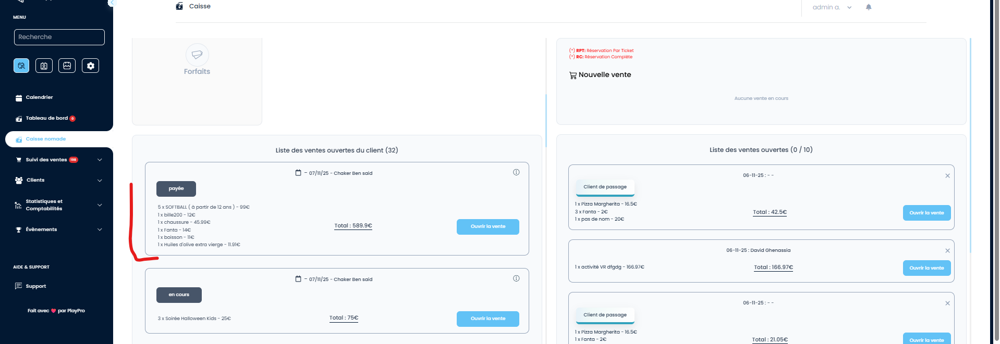 Caisse
admin a.
MENU
Recherche
Calendrier
Tableau de bord 0
Caisse nomade
Suivi des ventes 198
Clients
Statistiques et
Comptabilités
Évènements
AIDE & SUPPORT
Support
Fait avec ❤ par PlayPro
Forfaits
Liste des ventes ouvertes du client (32)
- 07/11/25 - Chaker Ben said
payée
5 x SOFTBALL ( à partir de 12 ans ) - 99€
1 x bille200 - 12€
1 x chaussure - 45.99€
1 x Fanta - 14€
1 x boisson - 11€
1 x Huiles d'olive extra vierge - 11.91€
Total : 589.9€
Ouvrir la vente
- 07/11/25 - Chaker Ben said
en cours
3 x Soirée Halloween Kids - 25€
Total : 75€
Ouvrir la vente
(*) RPT: Réservation Par Ticket
(*) RC: Réservation Complète
Nouvelle vente
Aucune vente en cours
Liste des ventes ouvertes (0 / 10)
06-11-25 : - -
Client de passage
1 x Pizza Margherita - 16.5€
3 x Fanta - 2€
1 x pas de nom - 20€
Total : 42.5€
Ouvrir la vente
06-11-25 : David Ghenassia
1 x activité VR dfgdg - 166.97€
Total : 166.97€
Ouvrir la vente
06-11-25 : - -
Client de passage
1 x Pizza Margherita - 16.5€
1 x Fanta - 2€
Total : 21.05€
Ouvrir la vente